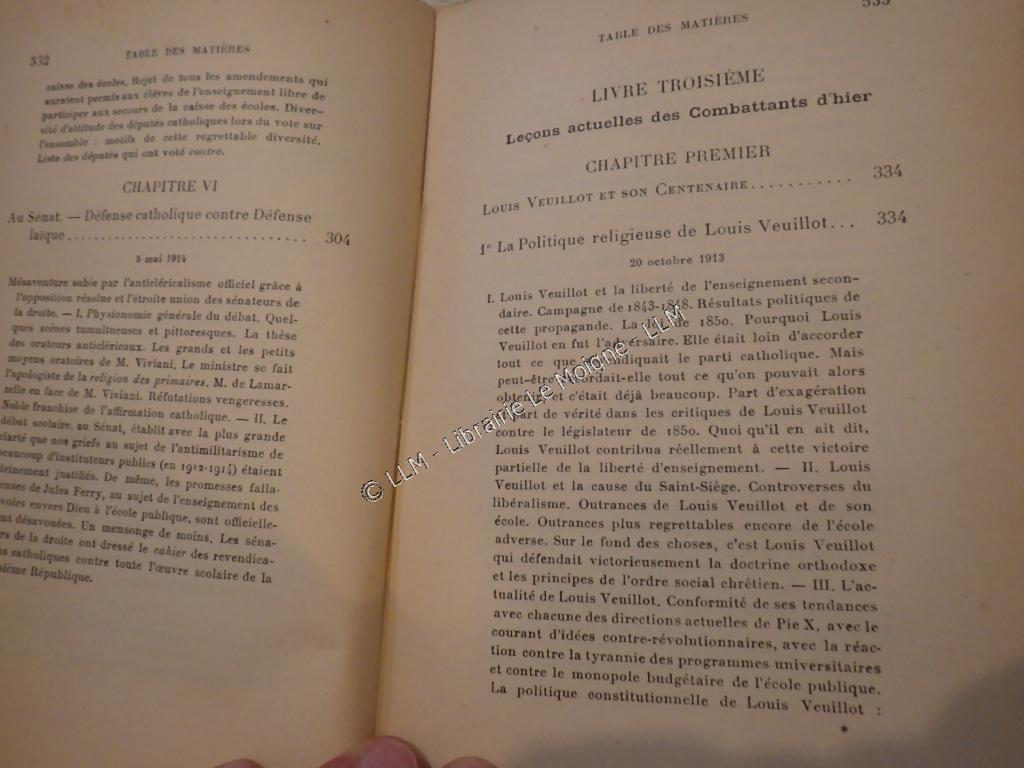 332
TABLE DES MATIÈRES
caisse des écoles. Rejet de tous les amendements qui
auraient permis aux élèves de l'enseignement libre de
participer aux secours de la caisse des écoles. Diver-
sité d'attitude des députés catholiques lors du vote sur
l'ensemble : motifs de cette regrettable diversité.
Liste des députés qui ont voté contre.
CHAPITRE VI
Au Sénat. — Défense catholique contre Défense
laïque 304
5 mai 1914
Mésaventure subie par l'anticléricalisme officiel grâce à
l'opposition résolue et l'étroite union des sénateurs de
la droite. — I. Physionomie générale du débat. Quel-
ques scènes tumultueuses et pittoresques. La thèse
des orateurs anticléricaux. Les grands et les petits
moyens oratoires de M. Viviani. Le ministre se fait
l'apologiste de la religion des primaires. M. de Lamar-
zelle en face de M. Viviani. Réfutations vengeresses.
Noble franchise de l'affirmation catholique. — II. Le
débat scolaire, au Sénat, établit avec la plus grande
clarté que nos griefs au sujet de l'antimilitarisme de
beaucoup d'instituteurs publics (en 1912-1914) étaient
pleinement justifiés. De même, les promesses falla-
euses de Jules Ferry, au sujet de l'enseignement des
voirs envers Dieu à l'école publique, sont officielle-
ent désavouées. Un mensonge de moins. Les séna-
rs de la droite ont dressé le cahier des revendica-
ns catholiques contre toute l'œuvre scolaire de la
isième République.
TABLE DES MATIÈRES
333
LIVRE TROISIÈME
Leçons actuelles des Combattants d'hier
CHAPITRE PREMIER
LOUIS VEUILLOT ET SON CENTENAIRE 334
1° La Politique religieuse de Louis Veuillot... 334
20 octobre 1913
I. Louis Veuillot et la liberté de l'enseignement secon-
daire. Campagne de 1843-1848. Résultats politiques de
cette propagande. La loi de 1850. Pourquoi Louis
Veuillot en fut l'adversaire. Elle était loin d'accorder
tout ce que revendiquait le parti catholique. Mais
peut-être accordait-elle tout ce qu'on pouvait alors
obtenir et c'était déjà beaucoup. Part d'exagération
et part de vérité dans les critiques de Louis Veuillot
contre le législateur de 1850. Quoi qu'il en ait dit,
Louis Veuillot contribua réellement à cette victoire
partielle de la liberté d'enseignement. — II. Louis
Veuillot et la cause du Saint-Siège. Controverses du
libéralisme. Outrances de Louis Veuillot et de son
école. Outrances plus regrettables encore de l'école
adverse. Sur le fond des choses, c'est Louis Veuillot
qui défendait victorieusement la doctrine orthodoxe
et les principes de l'ordre social chrétien. — III. L'ac-
tualité de Louis Veuillot. Conformité de ses tendances
avec chacune des directions actuelles de Pie X, avec le
courant d'idées contre-révolutionnaires, avec la réac-
tion contre la tyrannie des programmes universitaires
et contre le monopole budgétaire de l'école publique.
La politique constitutionnelle de Louis Veuillot :
© LLM - Librairie Le Moigne - LLM